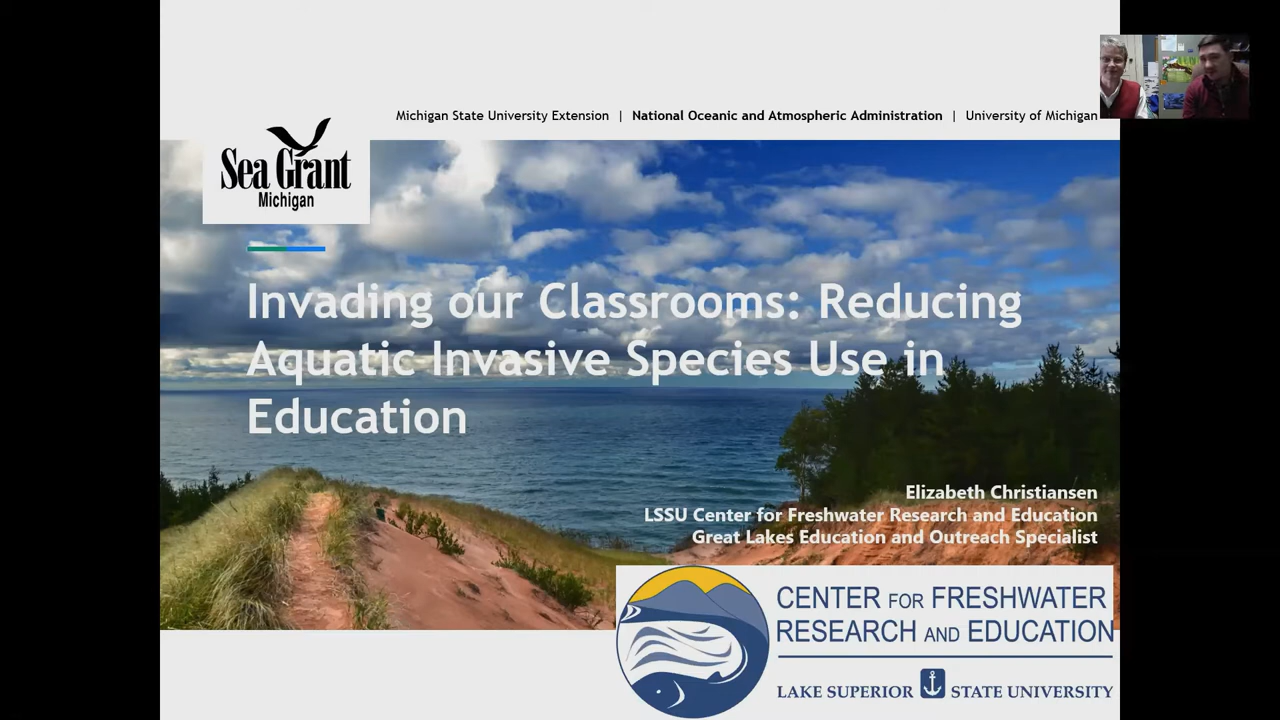 Michigan State University Extension | National Oceanic and Atmospheric Administration | University of Michigan
Sea Grant
Michigan
Invading our Classrooms: Reducing
Aquatic Invasive Species Use in
Education
Elizabeth Christiansen
LSSU Center for Freshwater Research and Education
Great Lakes Education and Outreach Specialist
CENTER FOR FRESHWATER
RESEARCH AND EDUCATION
LAKE SUPERIOR STATE UNIVERSITY